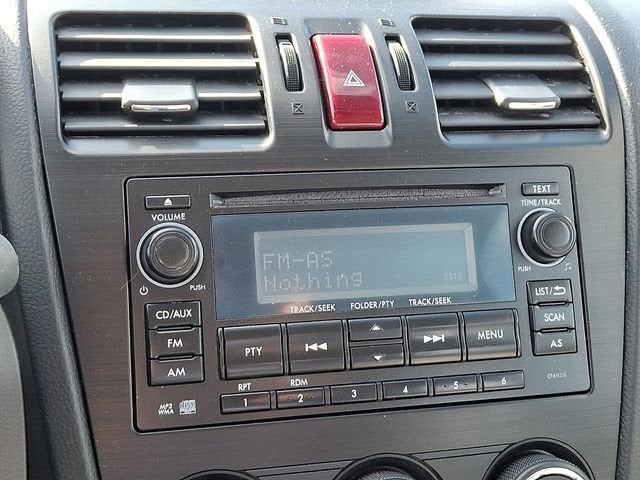 TEXT
VOLUME
TUNE/TRACK
FM-AS
Nothing
PUSH
PUSH
LIST/
SCAN
A.S
CD/AUX
FM
AM
TRACK/SEEK FOLDER/PTY TRACK/SEEK
PTY
MENU
RPT RDM
1 2 3 4 5 6
MP3
WMA